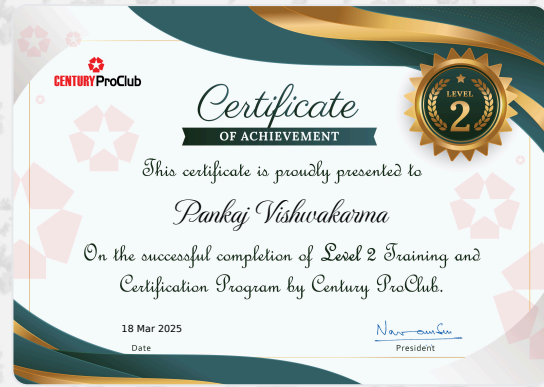 CENTURY ProClub
LEVEL
2
Certificate
OF ACHIEVEMENT
This certificate is proudly presented to
Pankaj Vishwakarma
On the successful completion of Level 2 Training and
Certification Program by Century ProClub.
18 Mar 2025
Date
President